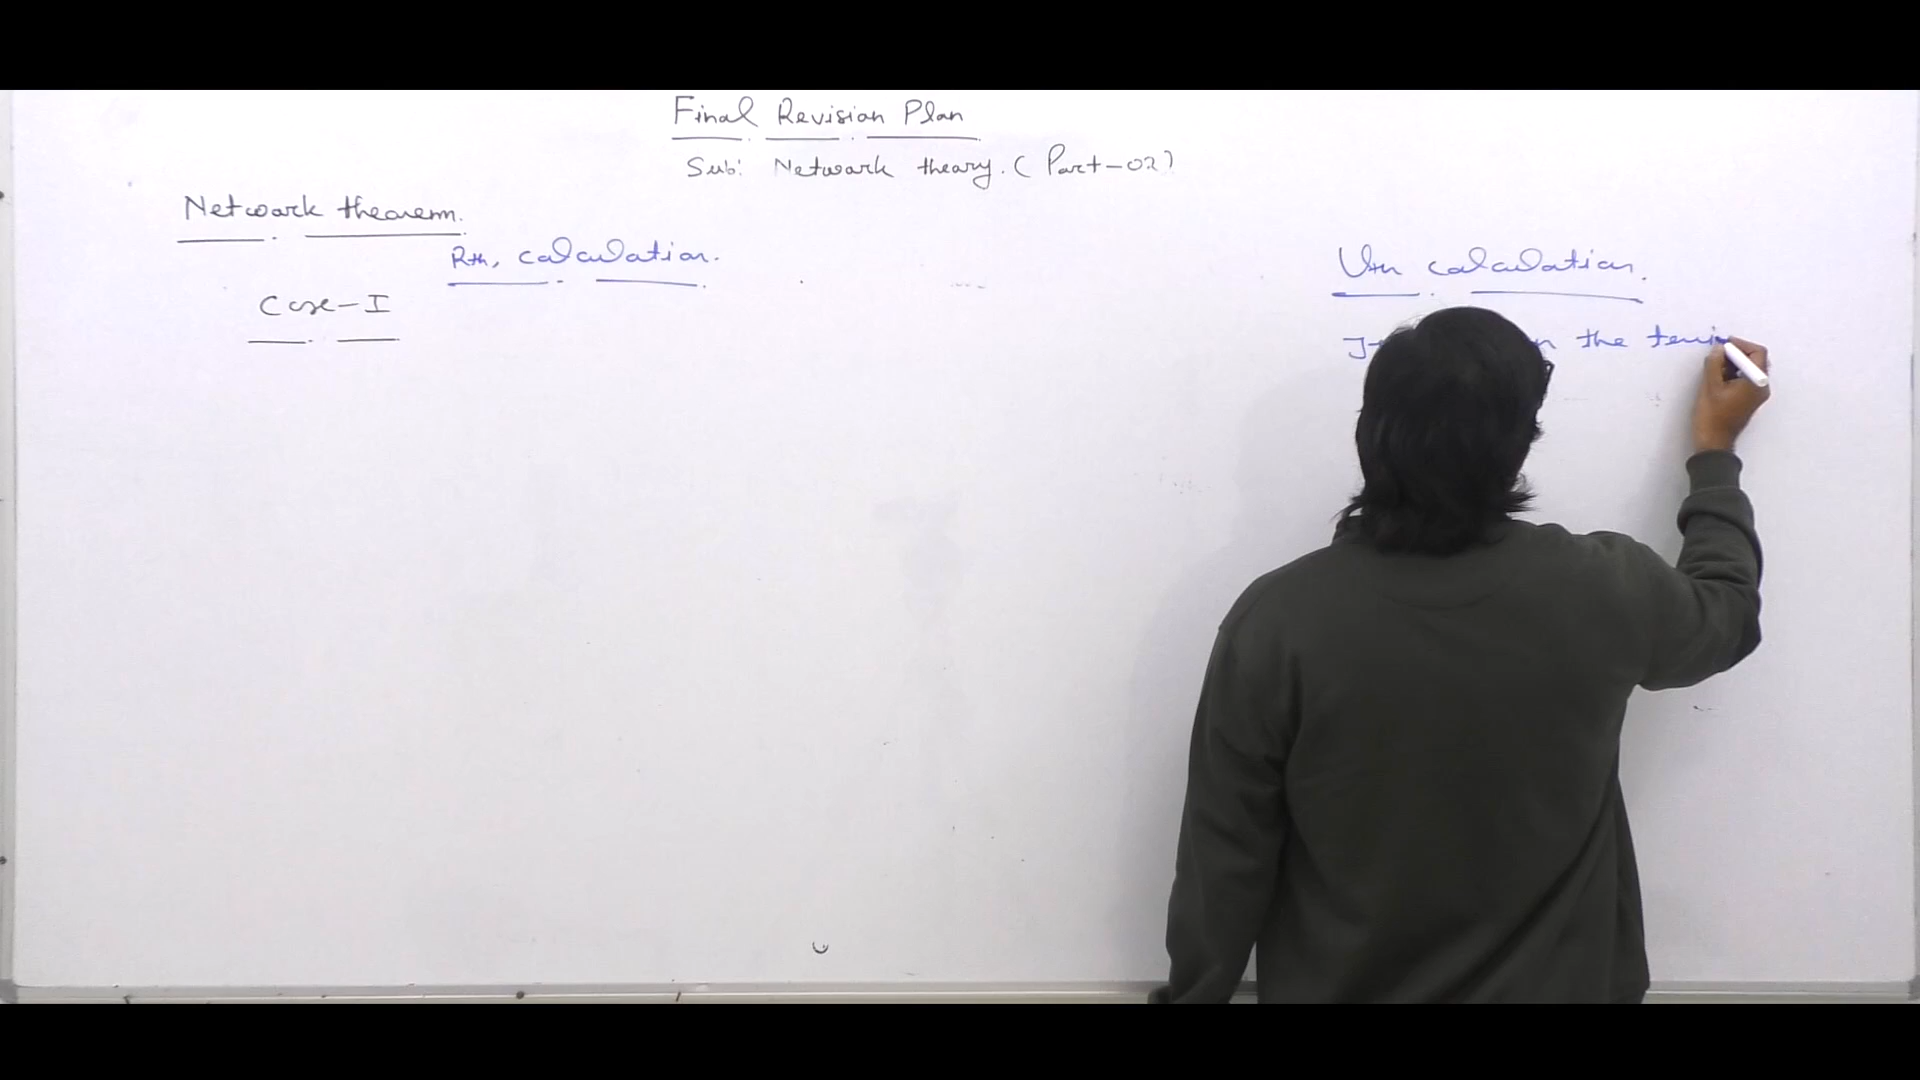 Final Revision Plan
Sub: Network theory. (Part-02)
Network theorem.
Rth, calculation.
Case-I
Vth calculation.
the